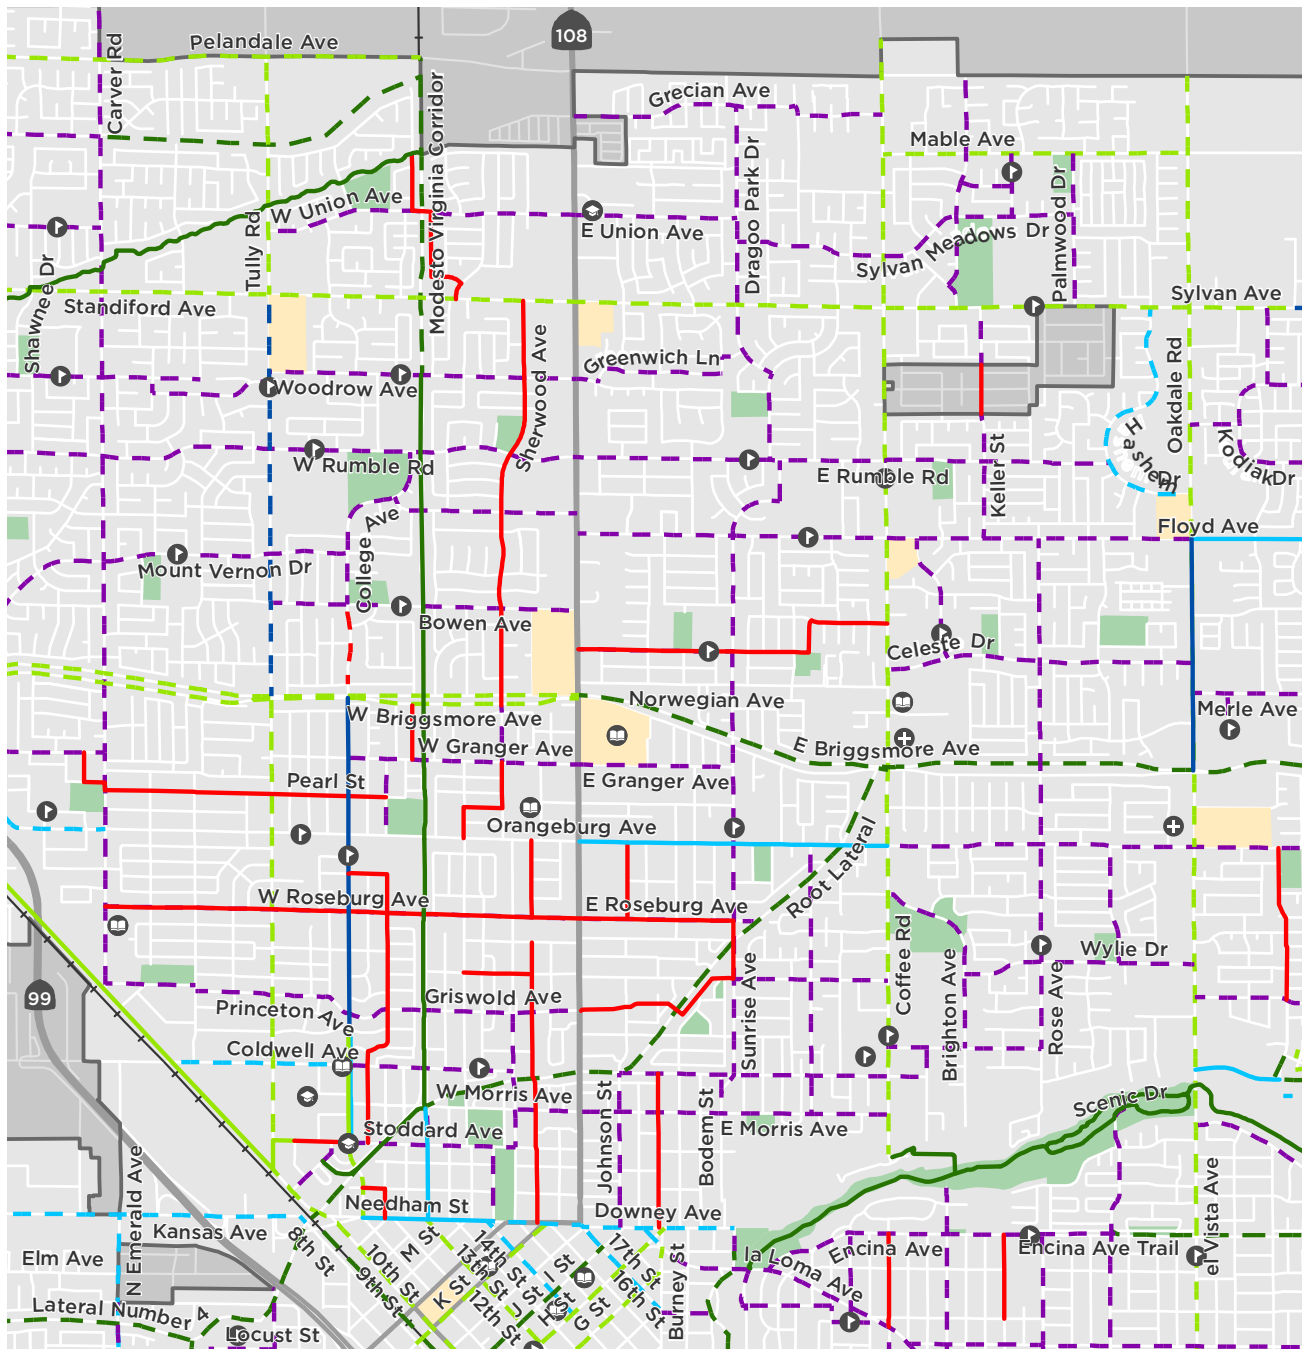 108
Pelandale Ave
Carver Rd
Grecian Ave
Mable Ave
Modesto Virginia Corridor
Dragoo Park Dr
Palmwood Dr
W Union Ave
Tully Rd
E Union Ave
Sylvan Meadows Dr
Shawnee Dr
Standiford Ave
Sylvan Ave
Sherwood Ave
Greenwich Ln
Woodrow Ave
Oakdale Rd
Hashem Dr
Kodiak Dr
W Rumble Rd
E Rumble Rd
Keller St
College Ave
Floyd Ave
Mount Vernon Dr
Bowen Ave
Celeste Dr
Norwegian Ave
W Briggsmore Ave
Merle Ave
W Granger Ave
E Briggsmore Ave
Pearl St
E Granger Ave
Orangeburg Ave
Root Lateral
W Roseburg Ave
E Roseburg Ave
Coffee Rd
Wylie Dr
99
Griswold Ave
Princeton Ave
Sunrise Ave
Brighton Ave
Rose Ave
Coldwell Ave
W Morris Ave
Scenic Dr
Stoddard Ave
Johnson St
Bodem St
E Morris Ave
N Emerald Ave
Needham St
Downey Ave
el Vista Ave
Kansas Ave
8th St
M St
14th St
17th St
la Loma Ave
Encina Ave
Encina Ave Trail
Elm Ave
10th St
13th St
I St
16th St
Burney St
9th St
K St
J St
H St
G St
12th St
Lateral Number 4
Locust St